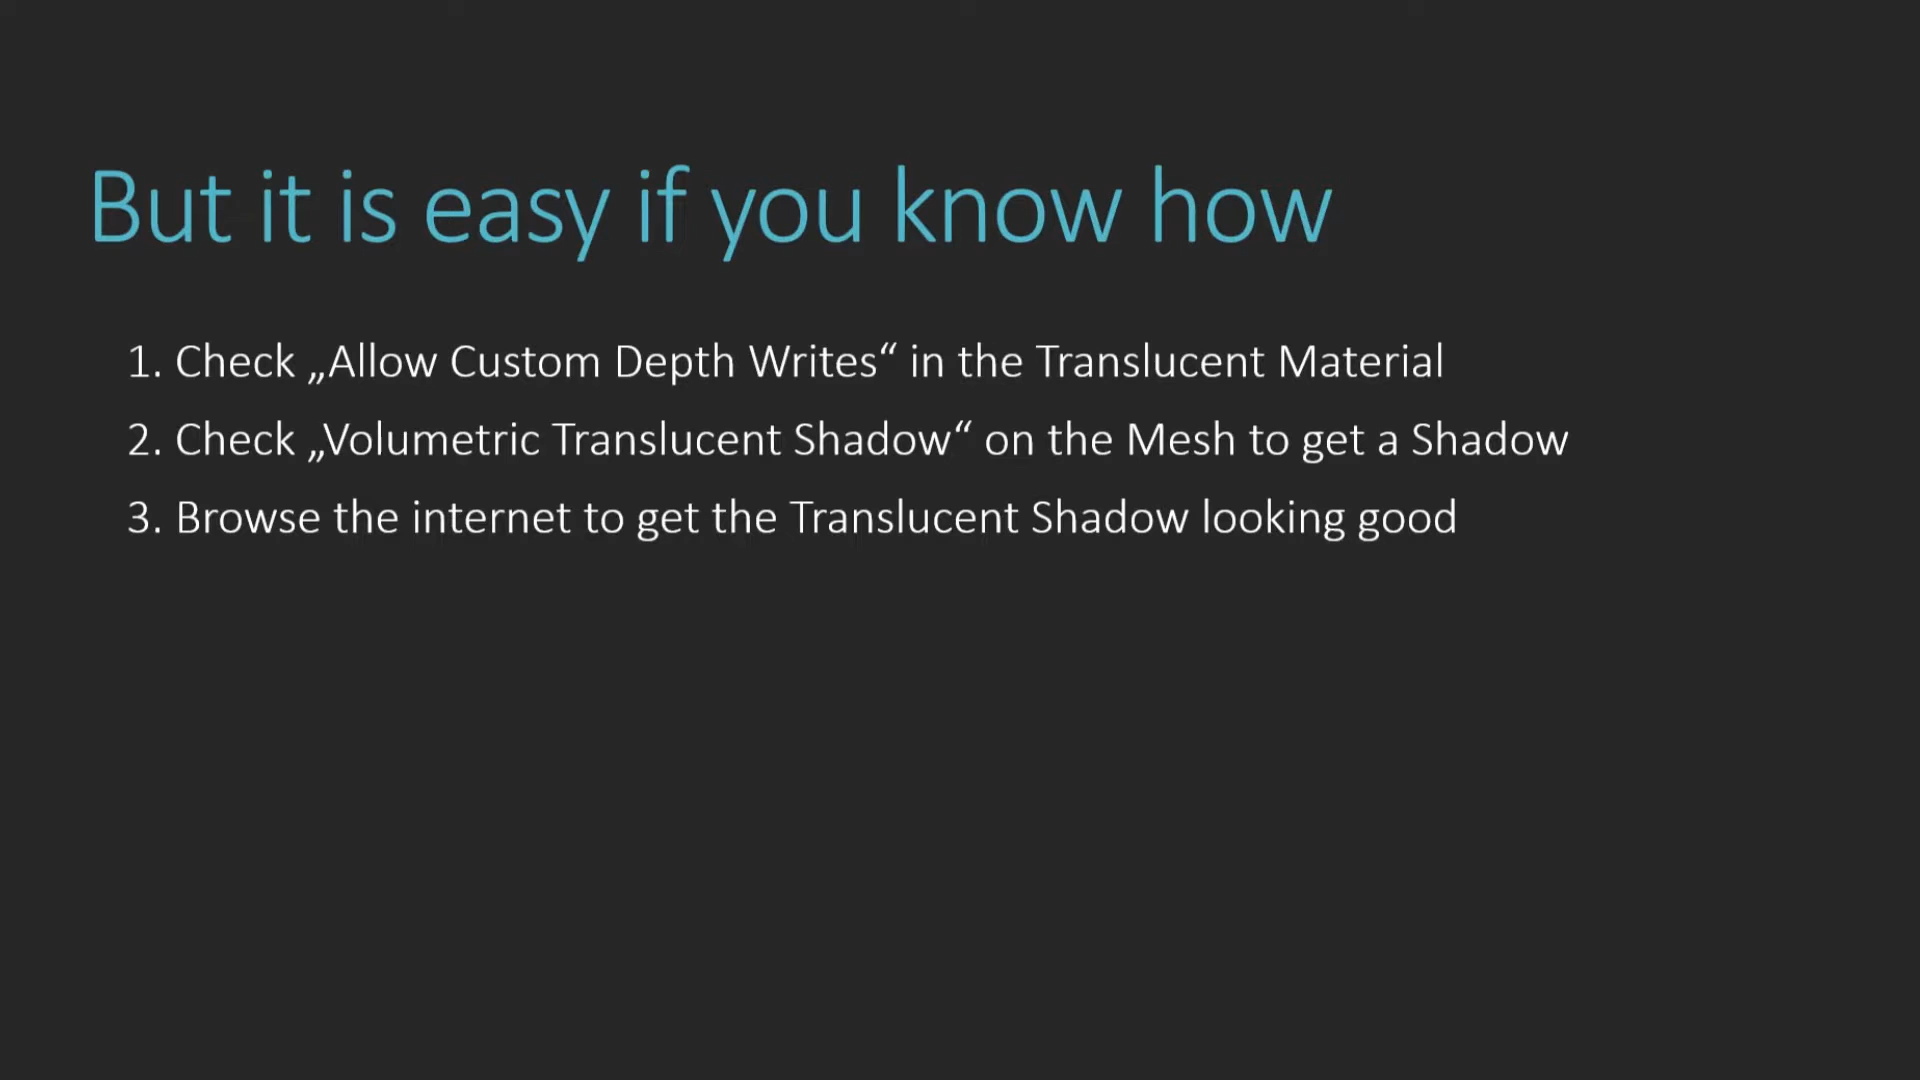 But it is easy if you know how
1. Check „Allow Custom Depth Writes“ in the Translucent Material
2. Check „Volumetric Translucent Shadow“ on the Mesh to get a Shadow
3. Browse the internet to get the Translucent Shadow looking good